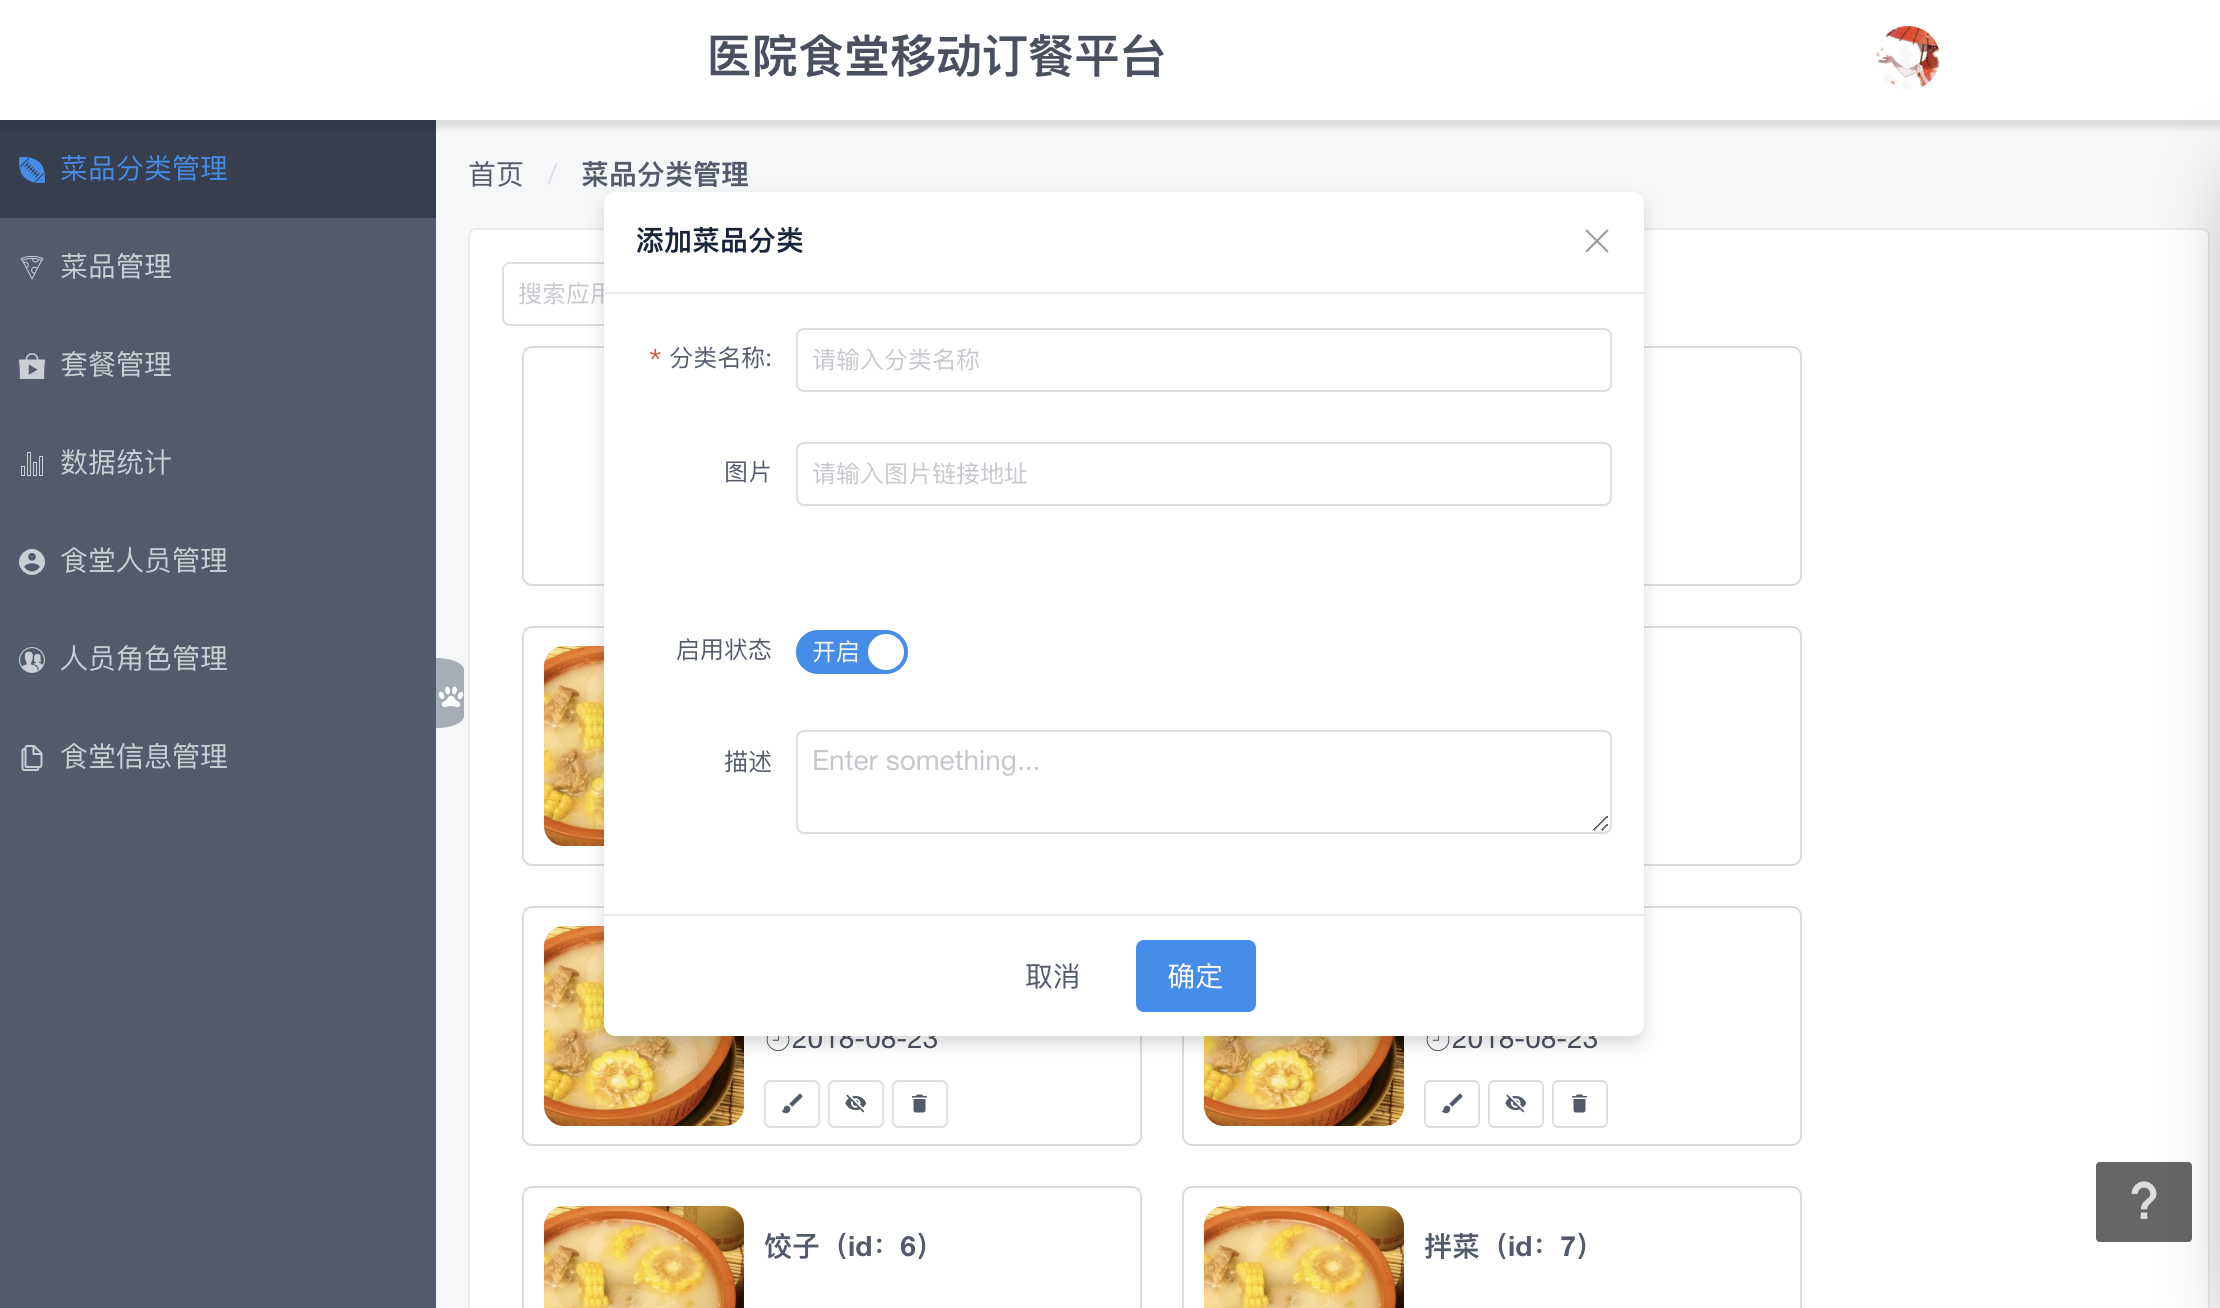 医院食堂移动订餐平台
菜品分类管理
菜品管理
套餐管理
数据统计
食堂人员管理
人员角色管理
食堂信息管理
首页 / 菜品分类管理
搜索应用
添加菜品分类
* 分类名称:
请输入分类名称
图片
请输入图片链接地址
启用状态
开启
描述
Enter something...
取消
确定
2018-08-23
2018-08-23
饺子（id：6）
拌菜（id：7）
?